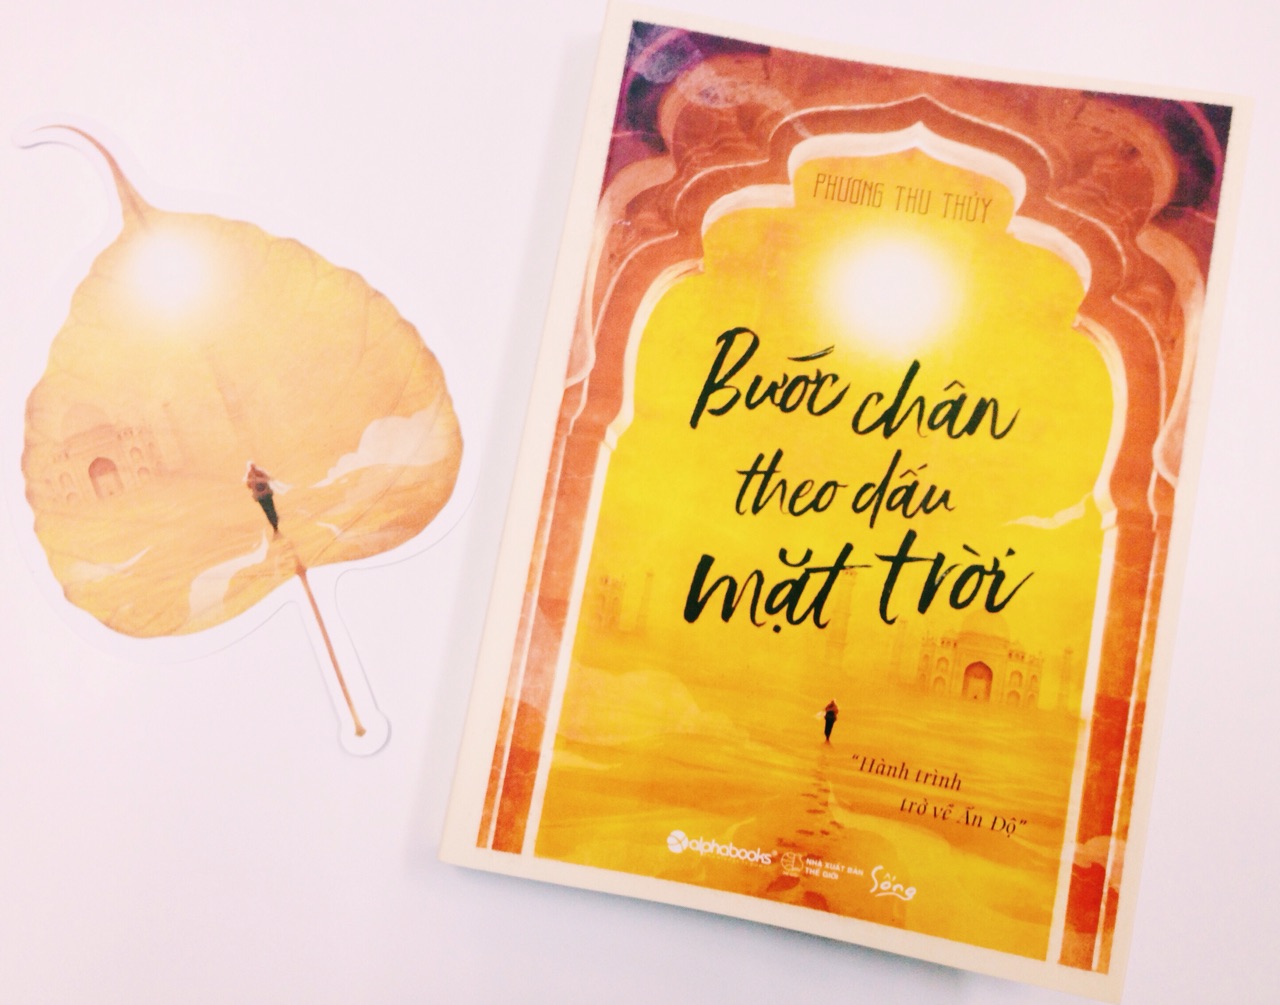 PHƯƠNG THU THỦY
Bước chân
theo dấu
mặt trời
"Hành trình
trở về Ấn Độ"
alphabooks®
NHÀ XUẤT BẢN
THẾ GIỚI
Sống